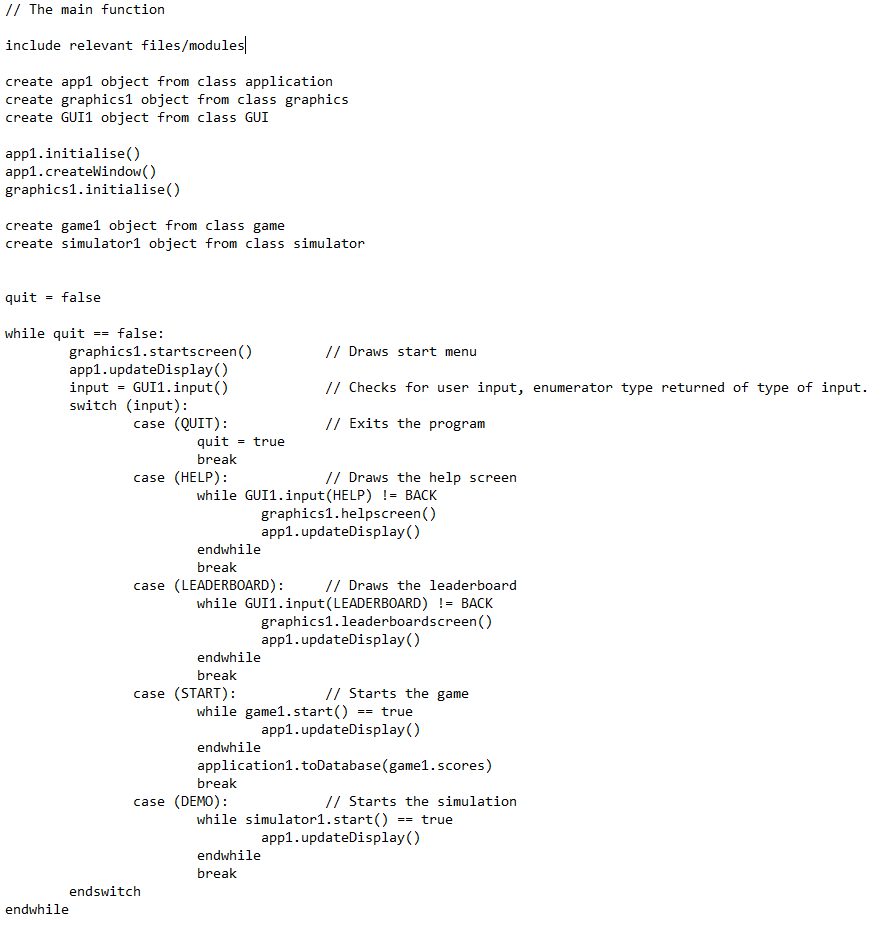 // The main function
include relevant files/modules
create app1 object from class application
create graphics1 object from class graphics
create GUI1 object from class GUI
app1.initialise()
app1.createWindow()
graphics1.initialise()
create game1 object from class game
create simulator1 object from class simulator
quit = false
while quit == false:
graphics1.startscreen() // Draws start menu
app1.updateDisplay()
input = GUI1.input() // Checks for user input, enumerator type returned of type of input.
switch (input):
case (QUIT): // Exits the program
quit = true
break
case (HELP): // Draws the help screen
while GUI1.input(HELP) != BACK
graphics1.helpscreen()
app1.updateDisplay()
endwhile
break
case (LEADERBOARD): // Draws the leaderboard
while GUI1.input(LEADERBOARD) != BACK
graphics1.leaderboardscreen()
app1.updateDisplay()
endwhile
break
case (START): // Starts the game
while game1.start() == true
app1.updateDisplay()
endwhile
application1.toDatabase(game1.scores)
break
case (DEMO): // Starts the simulation
while simulator1.start() == true
app1.updateDisplay()
endwhile
break
endswitch
endwhile